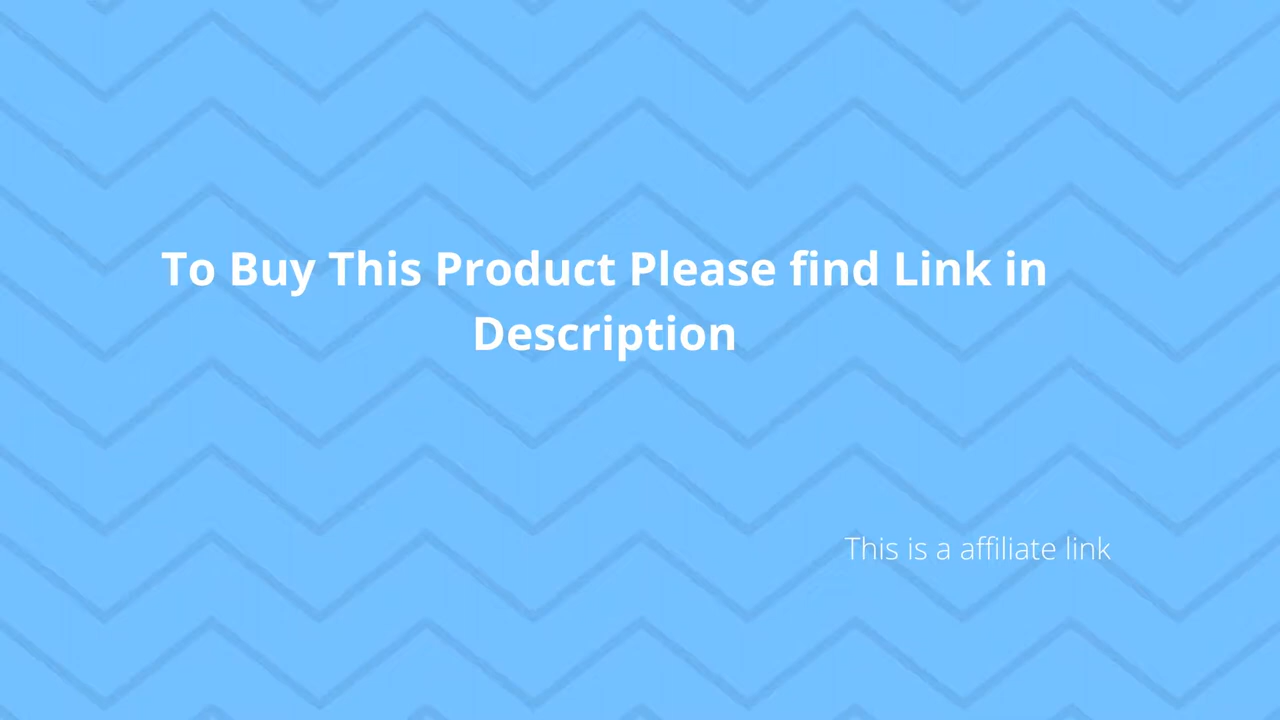 To Buy This Product Please find Link in
Description
This is a affiliate link